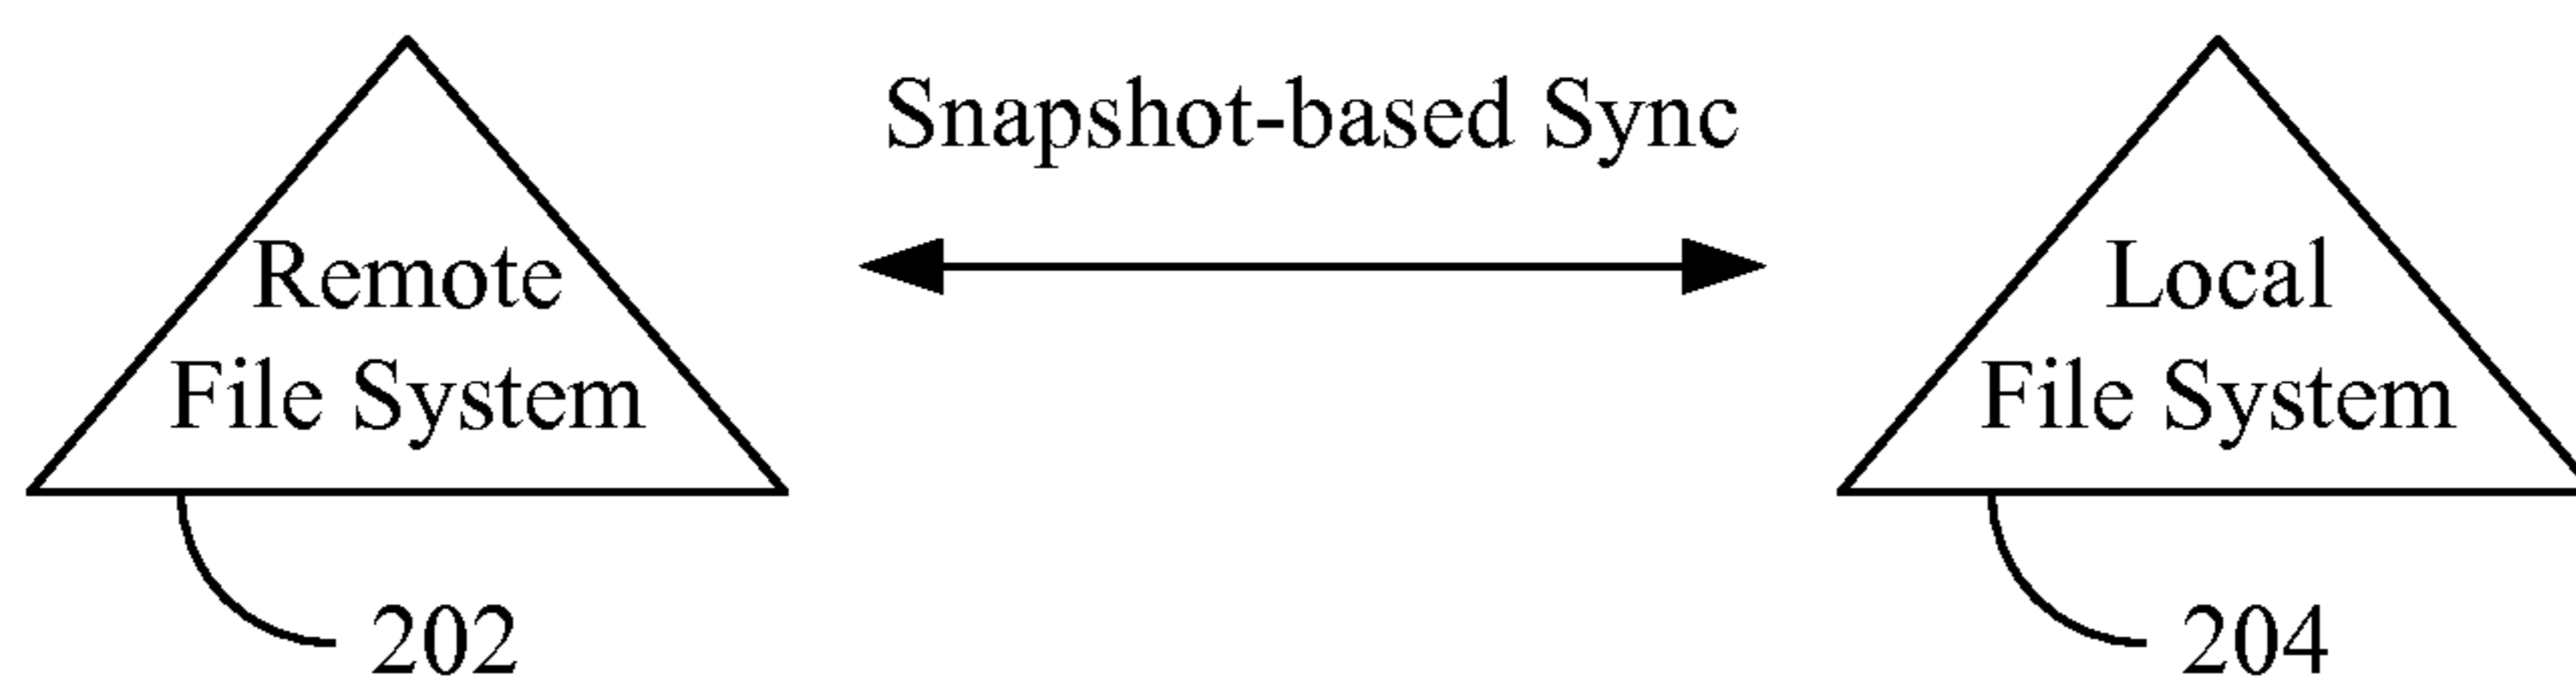 Snapshot-based Sync
Remote
File System
Local
File System
202
204